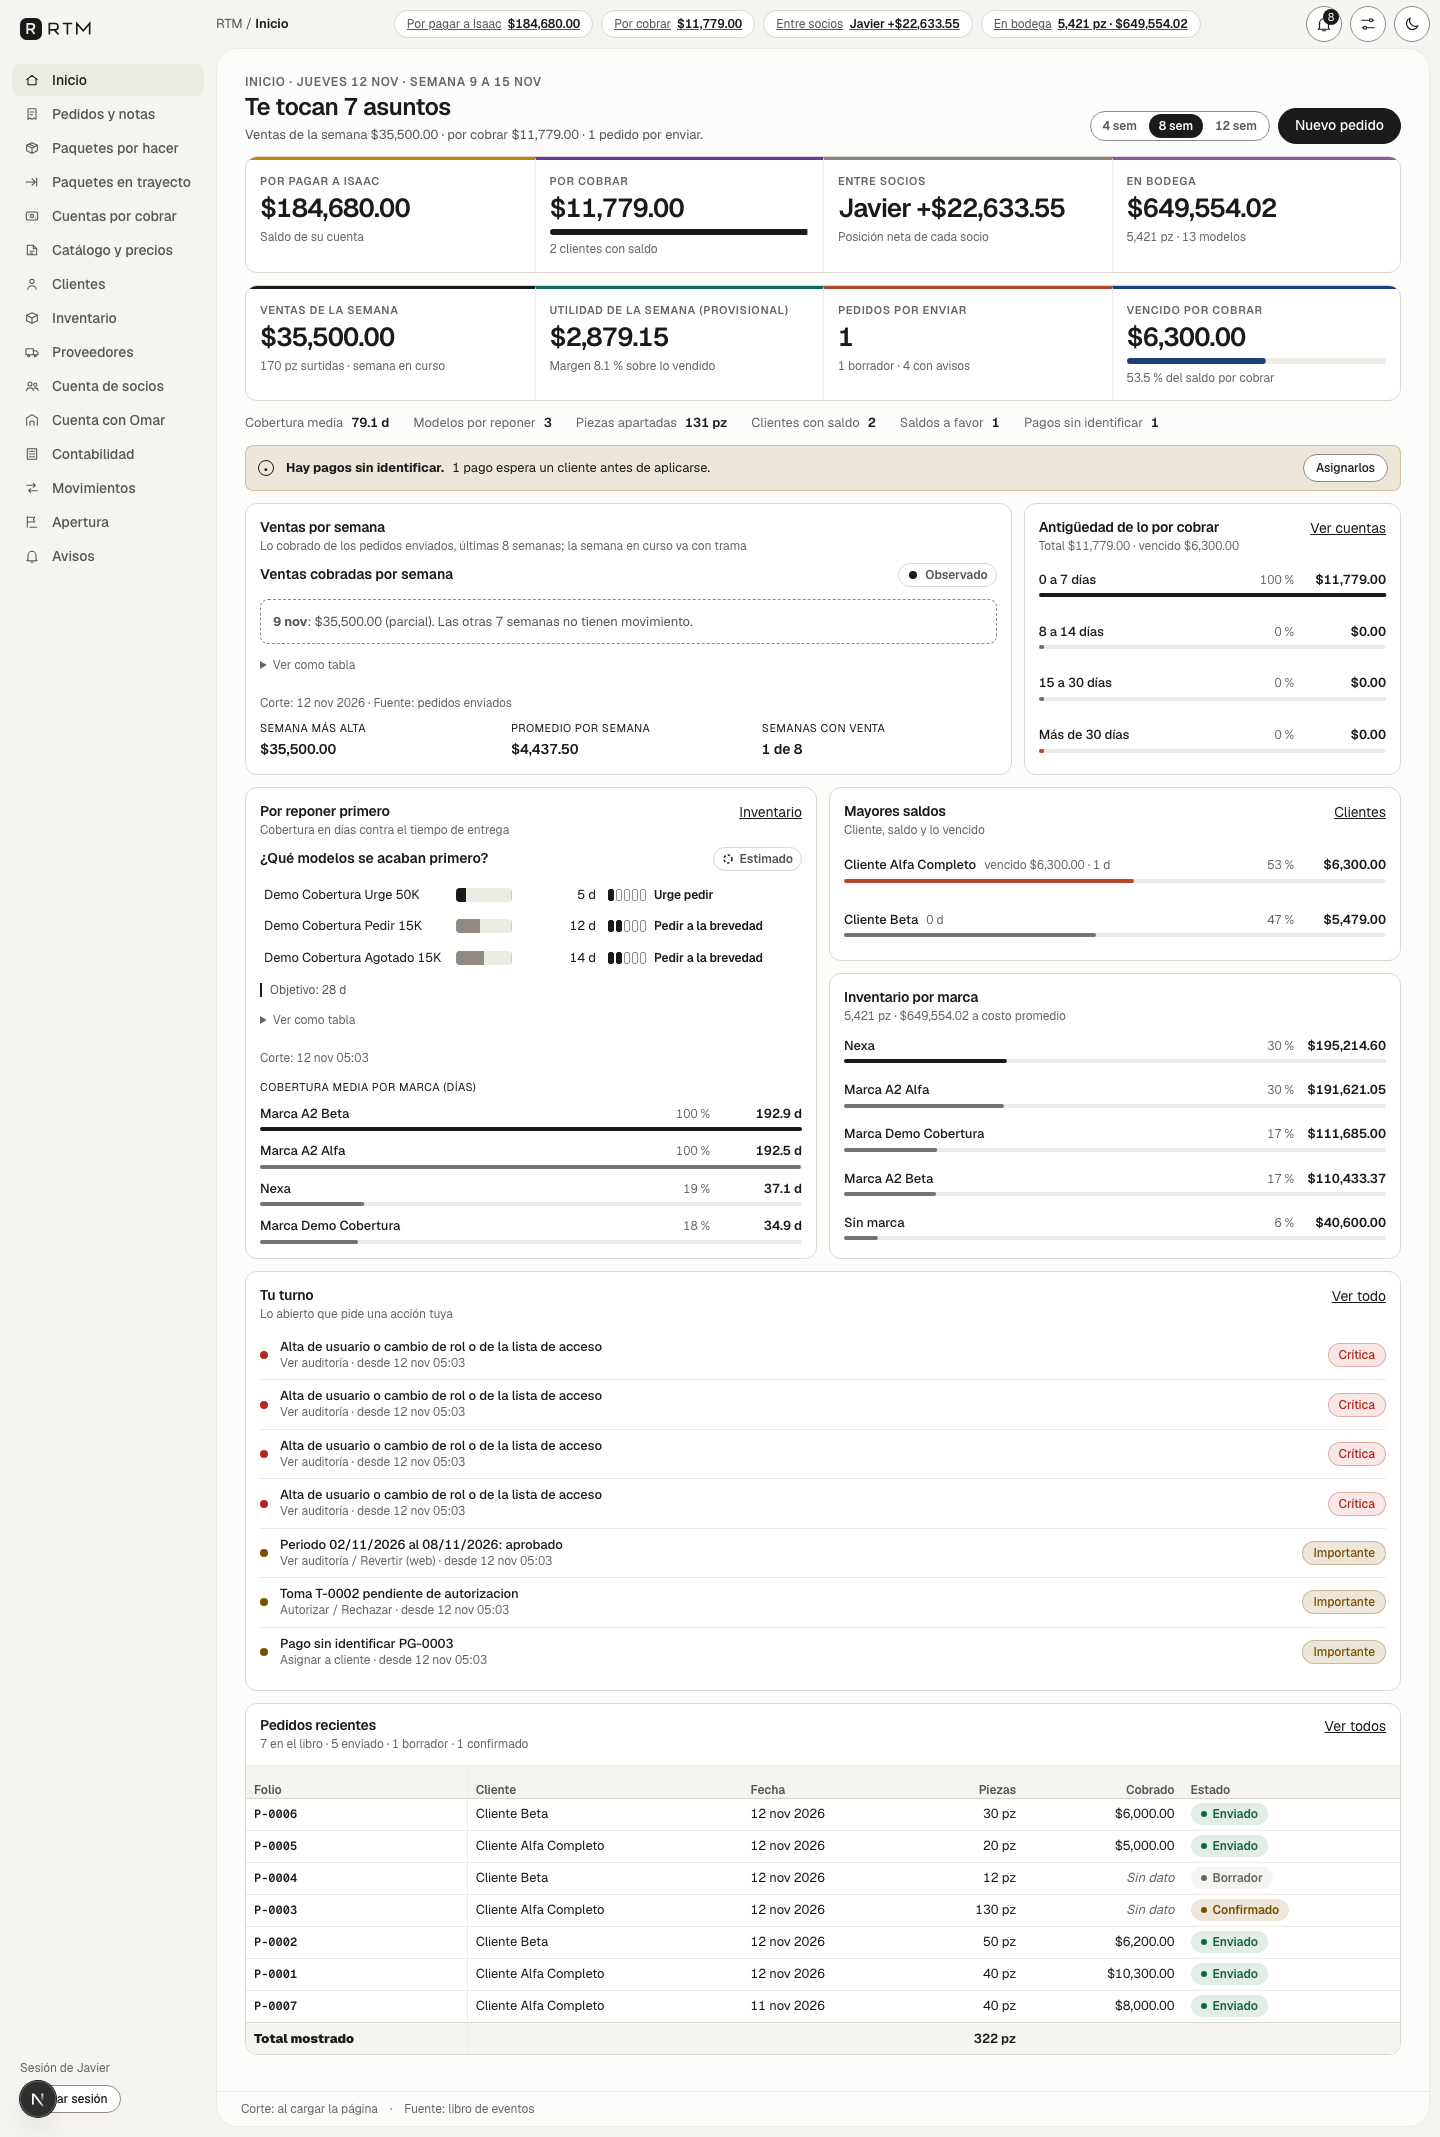 R RTM
RTM / Inicio
Por pagar a Isaac $184,680.00
Por cobrar $11,779.00
Entre socios Javier +$22,633.55
En bodega 5,421 pz · $649,554.02
8
Inicio
Pedidos y notas
Paquetes por hacer
Paquetes en trayecto
Cuentas por cobrar
Catálogo y precios
Clientes
Inventario
Proveedores
Cuenta de socios
Cuenta con Omar
Contabilidad
Movimientos
Apertura
Avisos
Sesión de Javier
N ar sesión
INICIO · JUEVES 12 NOV · SEMANA 9 A 15 NOV
Te tocan 7 asuntos
Ventas de la semana $35,500.00 · por cobrar $11,779.00 · 1 pedido por enviar.
4 sem 8 sem 12 sem
Nuevo pedido
POR PAGAR A ISAAC
$184,680.00
Saldo de su cuenta
POR COBRAR
$11,779.00
2 clientes con saldo
ENTRE SOCIOS
Javier +$22,633.55
Posición neta de cada socio
EN BODEGA
$649,554.02
5,421 pz · 13 modelos
VENTAS DE LA SEMANA
$35,500.00
170 pz surtidas · semana en curso
UTILIDAD DE LA SEMANA (PROVISIONAL)
$2,879.15
Margen 8.1 % sobre lo vendido
PEDIDOS POR ENVIAR
1
1 borrador · 4 con avisos
VENCIDO POR COBRAR
$6,300.00
53.5 % del saldo por cobrar
Cobertura media 79.1 d Modelos por reponer 3 Piezas apartadas 131 pz Clientes con saldo 2 Saldos a favor 1 Pagos sin identificar 1
Hay pagos sin identificar. 1 pago espera un cliente antes de aplicarse.
Asignarlos
Ventas por semana
Lo cobrado de los pedidos enviados, últimas 8 semanas; la semana en curso va con trama
Ventas cobradas por semana
Observado
9 nov: $35,500.00 (parcial). Las otras 7 semanas no tienen movimiento.
Ver como tabla
Corte: 12 nov 2026 · Fuente: pedidos enviados
SEMANA MÁS ALTA
$35,500.00
PROMEDIO POR SEMANA
$4,437.50
SEMANAS CON VENTA
1 de 8
Antigüedad de lo por cobrar
Ver cuentas
Total $11,779.00 · vencido $6,300.00
0 a 7 días 100 % $11,779.00
8 a 14 días 0 % $0.00
15 a 30 días 0 % $0.00
Más de 30 días 0 % $0.00
Por reponer primero
Inventario
Cobertura en días contra el tiempo de entrega
¿Qué modelos se acaban primero?
Estimado
Demo Cobertura Urge 50K 5 d Urge pedir
Demo Cobertura Pedir 15K 12 d Pedir a la brevedad
Demo Cobertura Agotado 15K 14 d Pedir a la brevedad
Objetivo: 28 d
Ver como tabla
Corte: 12 nov 05:03
COBERTURA MEDIA POR MARCA (DÍAS)
Marca A2 Beta 100 % 192.9 d
Marca A2 Alfa 100 % 192.5 d
Nexa 19 % 37.1 d
Marca Demo Cobertura 18 % 34.9 d
Mayores saldos
Clientes
Cliente, saldo y lo vencido
Cliente Alfa Completo vencido $6,300.00 · 1 d 53 % $6,300.00
Cliente Beta 0 d 47 % $5,479.00
Inventario por marca
5,421 pz · $649,554.02 a costo promedio
Nexa 30 % $195,214.60
Marca A2 Alfa 30 % $191,621.05
Marca Demo Cobertura 17 % $111,685.00
Marca A2 Beta 17 % $110,433.37
Sin marca 6 % $40,600.00
Tu turno
Ver todo
Lo abierto que pide una acción tuya
Alta de usuario o cambio de rol o de la lista de acceso
Ver auditoría · desde 12 nov 05:03
Crítica
Alta de usuario o cambio de rol o de la lista de acceso
Ver auditoría · desde 12 nov 05:03
Crítica
Alta de usuario o cambio de rol o de la lista de acceso
Ver auditoría · desde 12 nov 05:03
Crítica
Alta de usuario o cambio de rol o de la lista de acceso
Ver auditoría · desde 12 nov 05:03
Crítica
Periodo 02/11/2026 al 08/11/2026: aprobado
Ver auditoría / Revertir (web) · desde 12 nov 05:03
Importante
Toma T-0002 pendiente de autorizacion
Autorizar / Rechazar · desde 12 nov 05:03
Importante
Pago sin identificar PG-0003
Asignar a cliente · desde 12 nov 05:03
Importante
Pedidos recientes
Ver todos
7 en el libro · 5 enviado · 1 borrador · 1 confirmado
Folio Cliente Fecha Piezas Cobrado Estado
P-0006 Cliente Beta 12 nov 2026 30 pz $6,000.00 Enviado
P-0005 Cliente Alfa Completo 12 nov 2026 20 pz $5,000.00 Enviado
P-0004 Cliente Beta 12 nov 2026 12 pz Sin dato Borrador
P-0003 Cliente Alfa Completo 12 nov 2026 130 pz Sin dato Confirmado
P-0002 Cliente Beta 12 nov 2026 50 pz $6,200.00 Enviado
P-0001 Cliente Alfa Completo 12 nov 2026 40 pz $10,300.00 Enviado
P-0007 Cliente Alfa Completo 11 nov 2026 40 pz $8,000.00 Enviado
Total mostrado 322 pz
Corte: al cargar la página · Fuente: libro de eventos